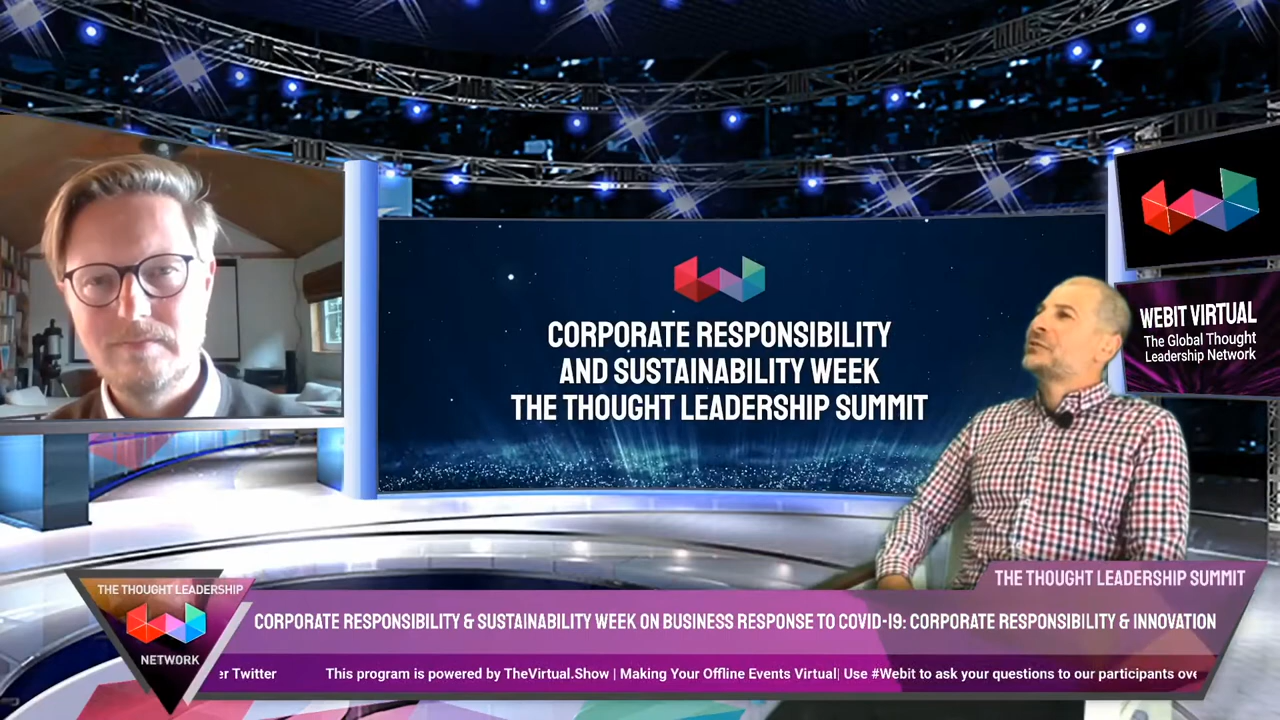 CORPORATE RESPONSIBILITY
AND SUSTAINABILITY WEEK
THE THOUGHT LEADERSHIP SUMMIT
WEBIT VIRTUAL
The Global Thought
Leadership Network
THE THOUGHT LEADERSHIP SUMMIT
THE THOUGHT LEADERSHIP
NETWORK
CORPORATE RESPONSIBILITY & SUSTAINABILITY WEEK ON BUSINESS RESPONSE TO COVID-19: CORPORATE RESPONSIBILITY & INNOVATION
er Twitter This program is powered by TheVirtual.Show | Making Your Offline Events Virtual| Use #Webit to ask your questions to our participants ove